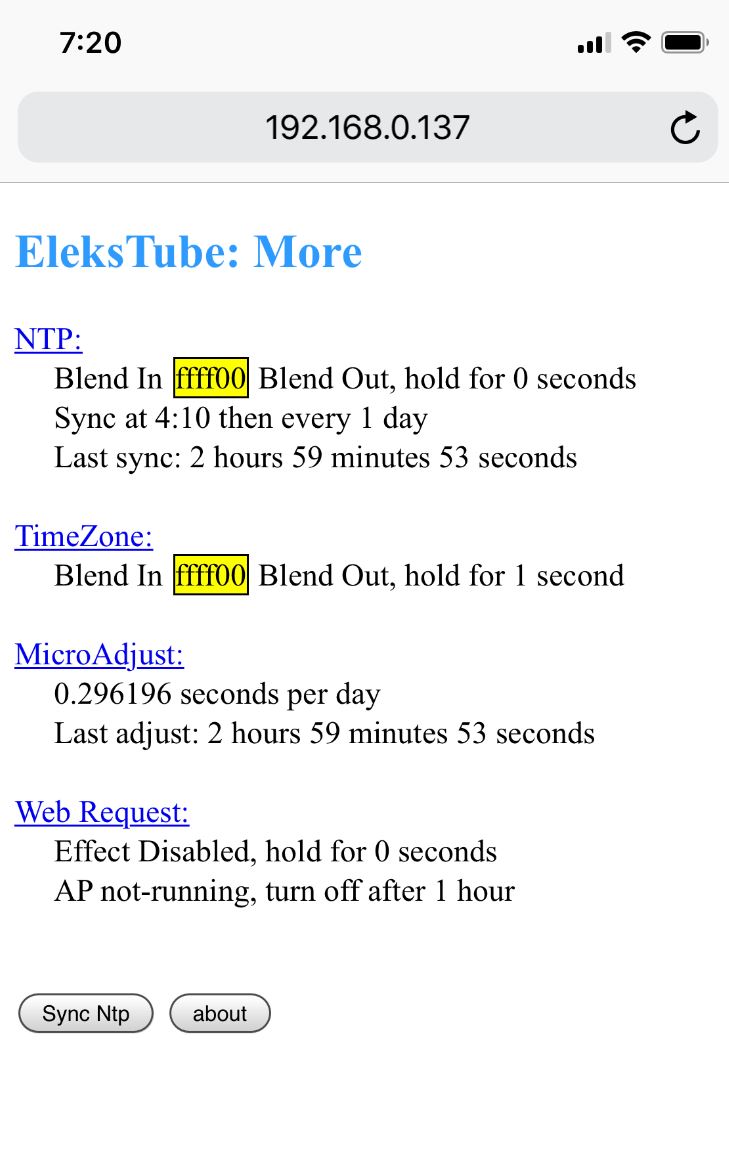 7:20
192.168.0.137
EleksTube: More
NTP:
Blend In ffff00 Blend Out, hold for 0 seconds
Sync at 4:10 then every 1 day
Last sync: 2 hours 59 minutes 53 seconds
TimeZone:
Blend In ffff00 Blend Out, hold for 1 second
MicroAdjust:
0.296196 seconds per day
Last adjust: 2 hours 59 minutes 53 seconds
Web Request:
Effect Disabled, hold for 0 seconds
AP not-running, turn off after 1 hour
Sync Ntp about